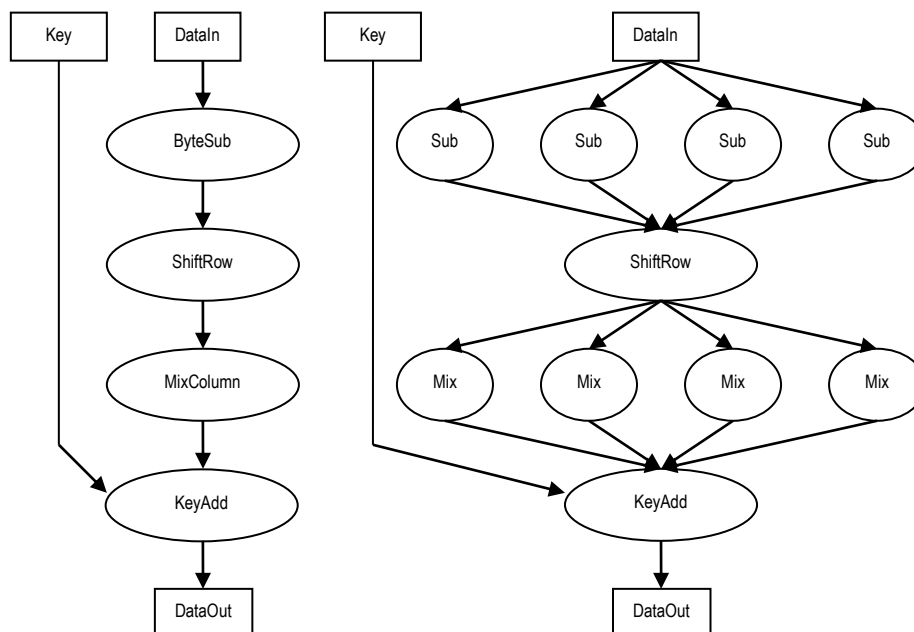 Key
DataIn
ByteSub
ShiftRow
MixColumn
KeyAdd
DataOut
Key
DataIn
Sub
Sub
Sub
Sub
ShiftRow
Mix
Mix
Mix
Mix
KeyAdd
DataOut